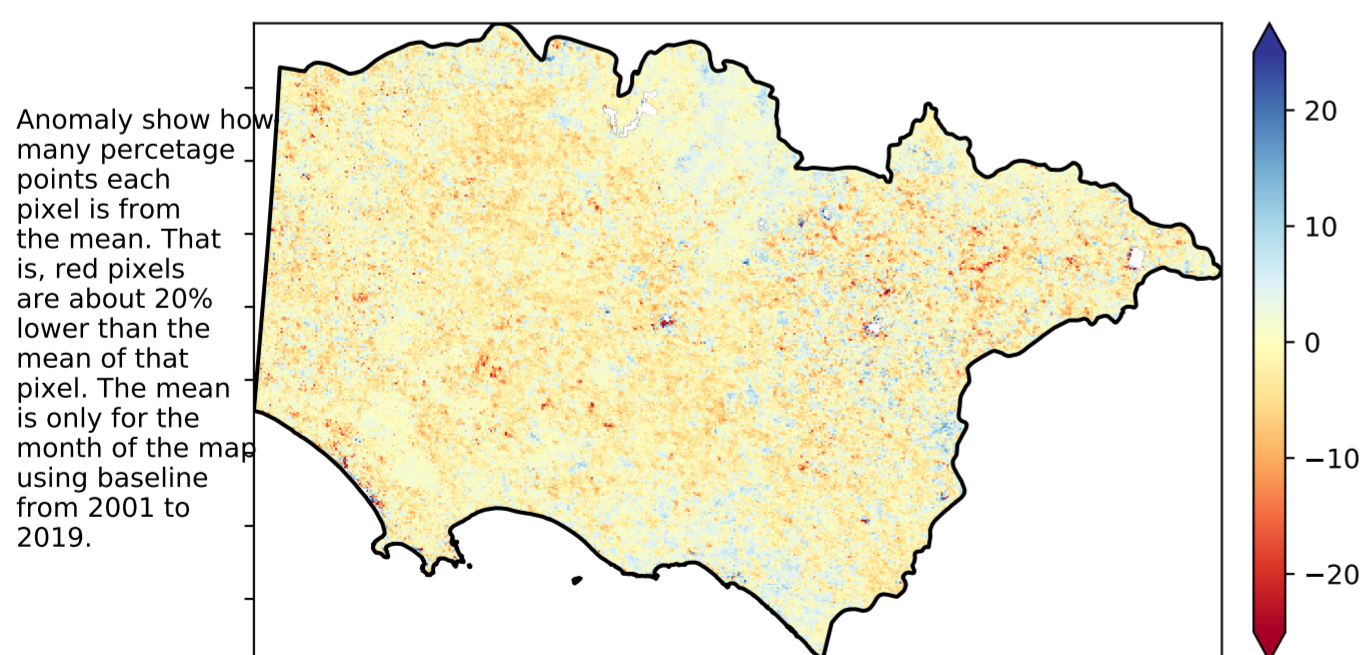 Anomaly show how
many percetage
points each
pixel is from
the mean. That
is, red pixels
are about 20%
lower than the
mean of that
pixel. The mean
is only for the
month of the map
using baseline
from 2001 to
2019.
20
10
0
−10
−20